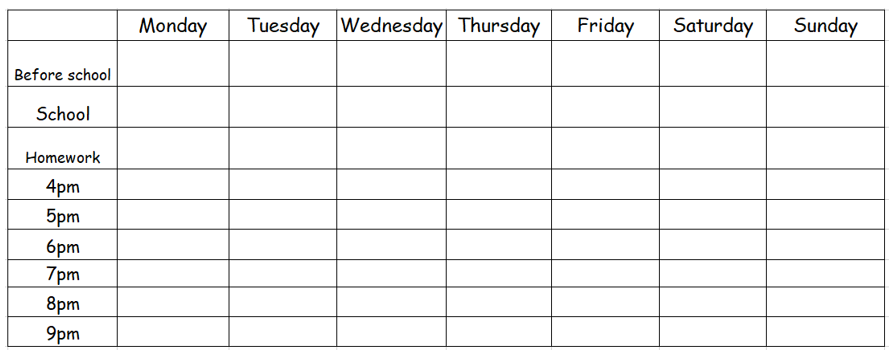 Monday Tuesday Wednesday Thursday Friday Saturday Sunday
Before school
School
Homework
4pm
5pm
6pm
7pm
8pm
9pm